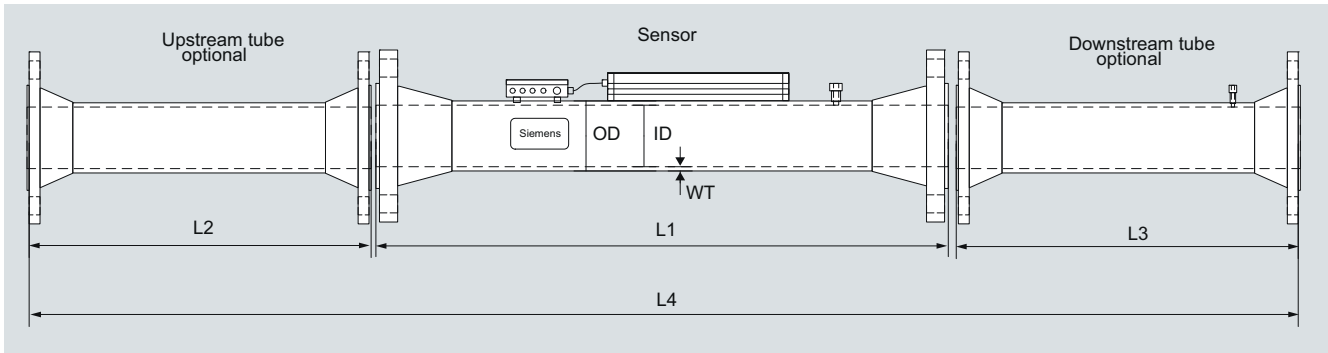 Upstream tube
optional
Sensor
Downstream tube
optional
Siemens
OD
ID
WT
L2
L1
L3
L4